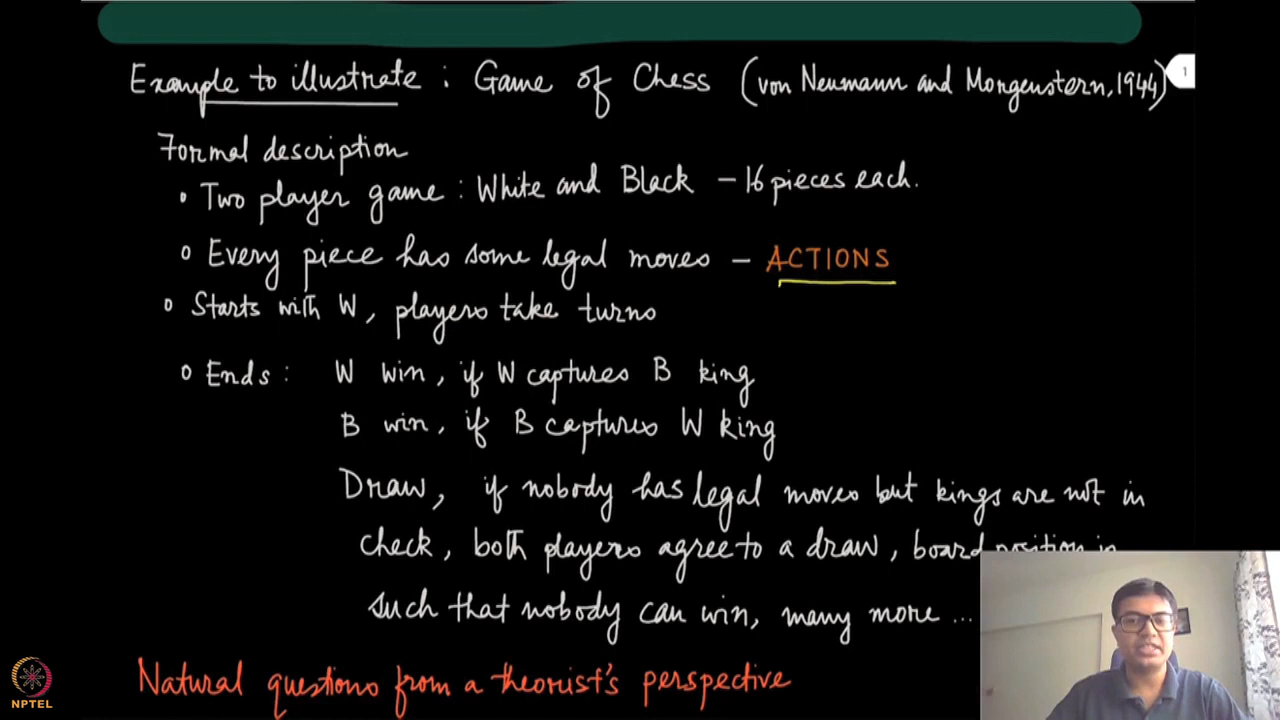 Example to illustrate : Game of Chess (von Neumann and Morgenstern, 1944)
1
Formal description
• Two player game : White and Black – 16 pieces each.
• Every piece has some legal moves – ACTIONS
• Starts with W, players take turns
• Ends : W win, if W captures B king
B win, if B captures W king
Draw, if nobody has legal moves but kings are not in
check, both players agree to a draw, board position is
such that nobody can win, many more ...
Natural questions from a theorist's perspective
NPTEL